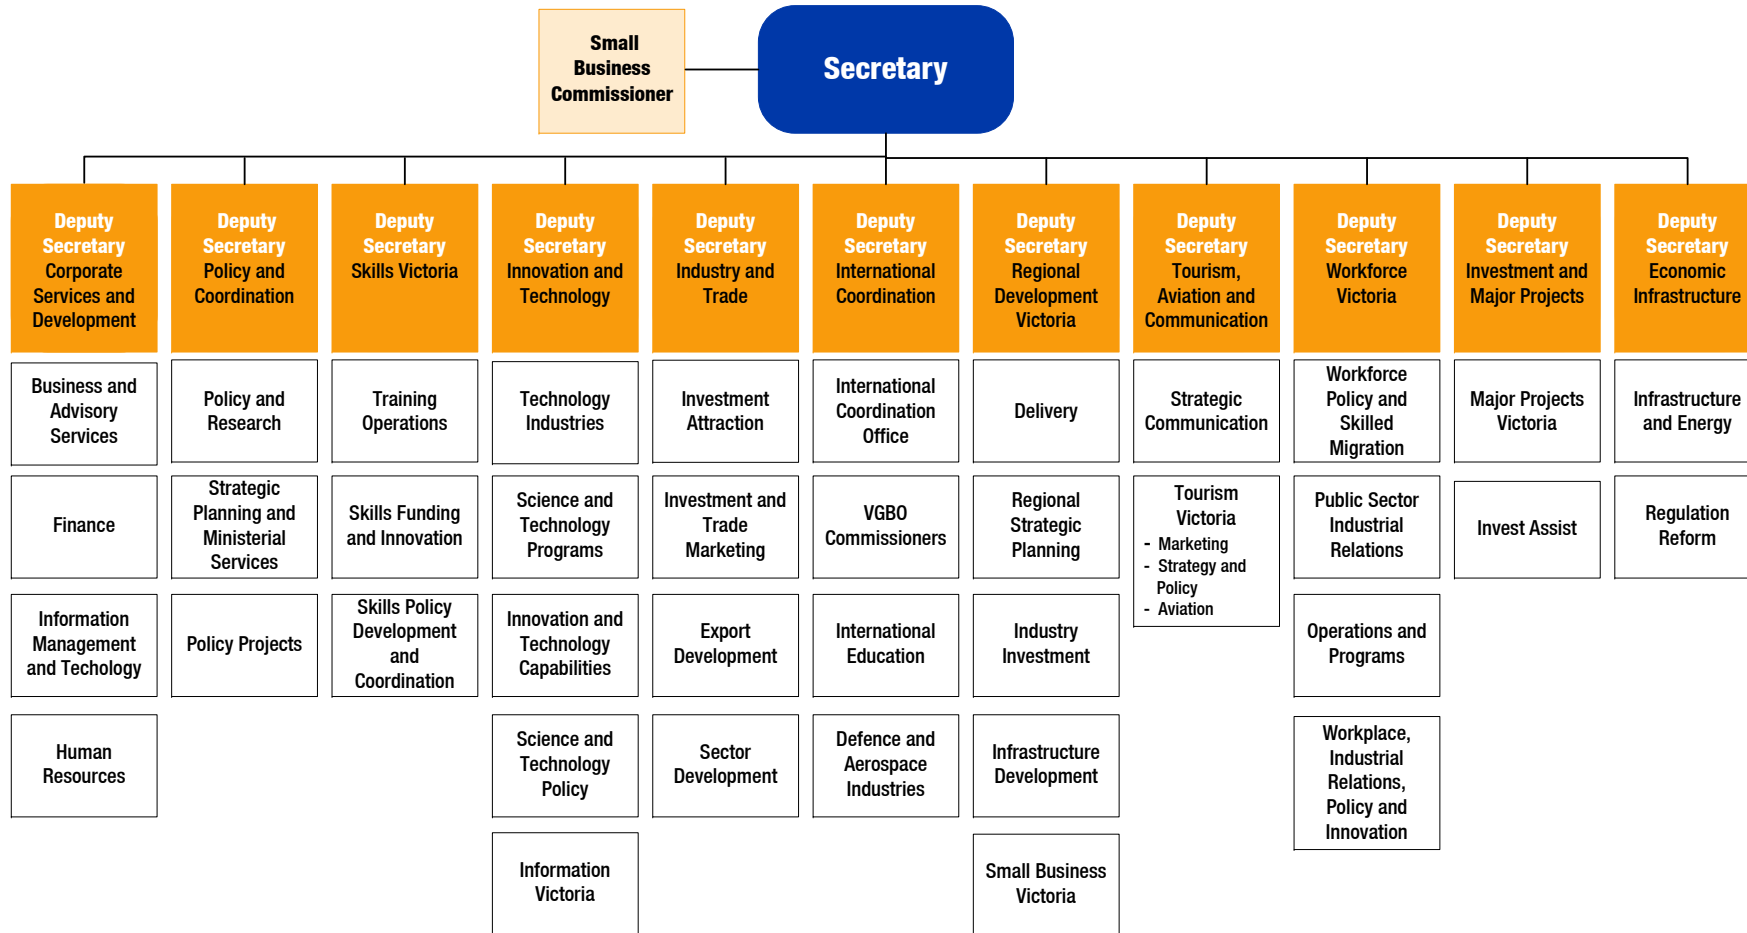 Small
Business
Commissioner
Secretary
Deputy
Secretary
Corporate
Services and
Development
Business and
Advisory
Services
Finance
Information
Management
and Techology
Human
Resources
Deputy
Secretary
Policy and
Coordination
Policy and
Research
Strategic
Planning and
Ministerial
Services
Policy Projects
Deputy
Secretary
Skills Victoria
Training
Operations
Skills Funding
and Innovation
Skills Policy
Development
and
Coordination
Deputy
Secretary
Innovation and
Technology
Technology
Industries
Science and
Technology
Programs
Innovation and
Technology
Capabilities
Science and
Technology
Policy
Information
Victoria
Deputy
Secretary
Industry and
Trade
Investment
Attraction
Investment and
Trade
Marketing
Export
Development
Sector
Development
Deputy
Secretary
International
Coordination
International
Coordination
Office
VGBO
Commissioners
International
Education
Defence and
Aerospace
Industries
Deputy
Secretary
Regional
Development
Victoria
Delivery
Regional
Strategic
Planning
Industry
Investment
Infrastructure
Development
Small Business
Victoria
Deputy
Secretary
Tourism,
Aviation and
Communication
Strategic
Communication
Tourism
Victoria
- Marketing
- Strategy and
Policy
- Aviation
Deputy
Secretary
Workforce
Victoria
Workforce
Policy and
Skilled
Migration
Public Sector
Industrial
Relations
Operations and
Programs
Workplace,
Industrial
Relations,
Policy and
Innovation
Deputy
Secretary
Investment and
Major Projects
Major Projects
Victoria
Invest Assist
Deputy
Secretary
Economic
Infrastructure
Infrastructure
and Energy
Regulation
Reform